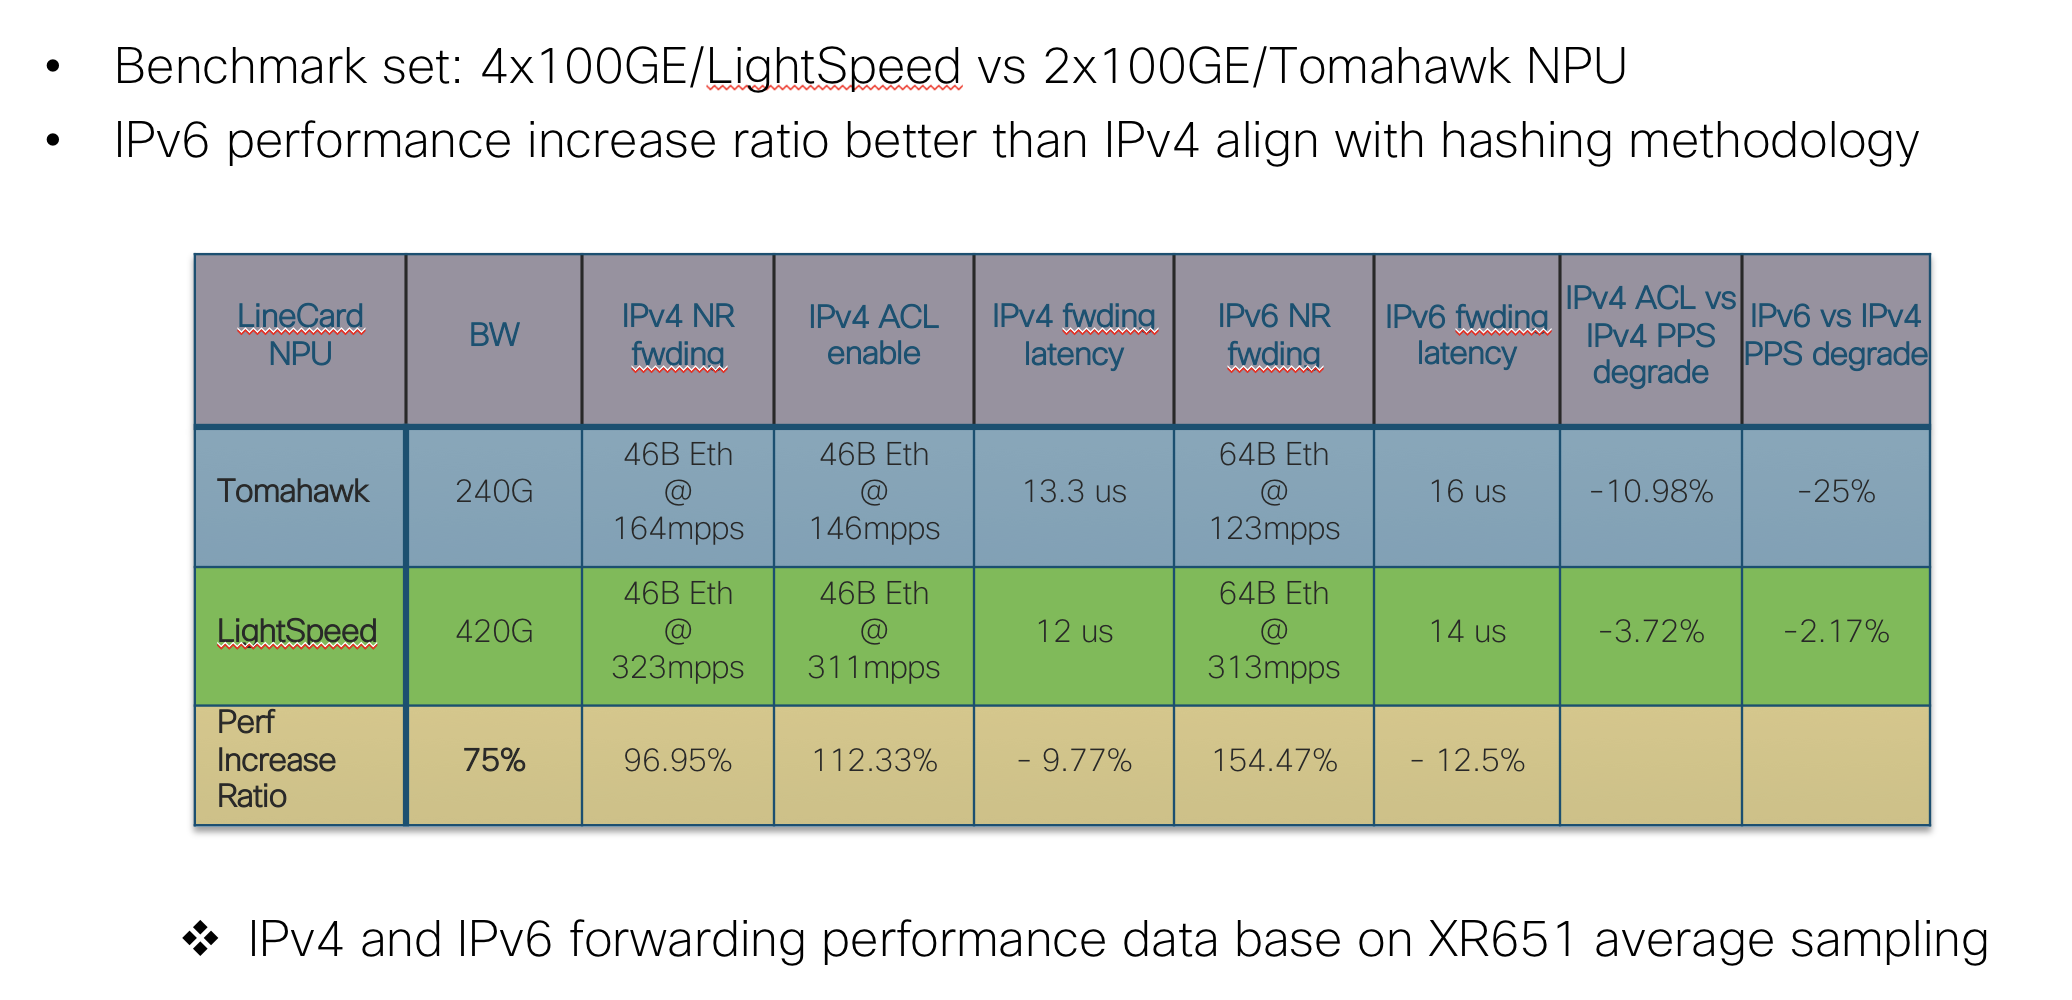 • Benchmark set: 4x100GE/LightSpeed vs 2x100GE/Tomahawk NPU
• IPv6 performance increase ratio better than IPv4 align with hashing methodology
LineCard
NPU
BW
IPv4 NR
fwding
IPv4 ACL
enable
IPv4 fwding
latency
IPv6 NR
fwding
IPv6 fwding
latency
IPv4 ACL vs
IPv4 PPS
degrade
IPv6 vs IPv4
PPS degrade
Tomahawk
240G
46B Eth
@
164mpps
46B Eth
@
146mpps
13.3 us
64B Eth
@
123mpps
16 us
-10.98%
-25%
LightSpeed
420G
46B Eth
@
323mpps
46B Eth
@
311mpps
12 us
64B Eth
@
313mpps
14 us
-3.72%
-2.17%
Perf
Increase
Ratio
75%
96.95%
112.33%
- 9.77%
154.47%
- 12.5%
❖ IPv4 and IPv6 forwarding performance data base on XR651 average sampling